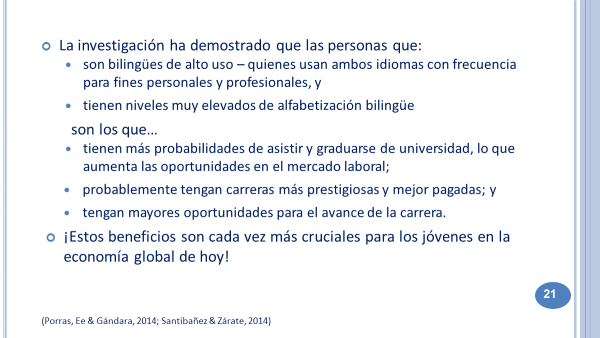 La investigación ha demostrado que las personas que:
son bilingües de alto uso – quienes usan ambos idiomas con frecuencia
para fines personales y profesionales, y
tienen niveles muy elevados de alfabetización bilingüe
son los que…
tienen más probabilidades de asistir y graduarse de universidad, lo que
aumenta las oportunidades en el mercado laboral;
probablemente tengan carreras más prestigiosas y mejor pagadas; y
tengan mayores oportunidades para el avance de la carrera.
¡Estos beneficios son cada vez más cruciales para los jóvenes en la
economía global de hoy!
21
(Porras, Ee & Gándara, 2014; Santibañez & Zárate, 2014)